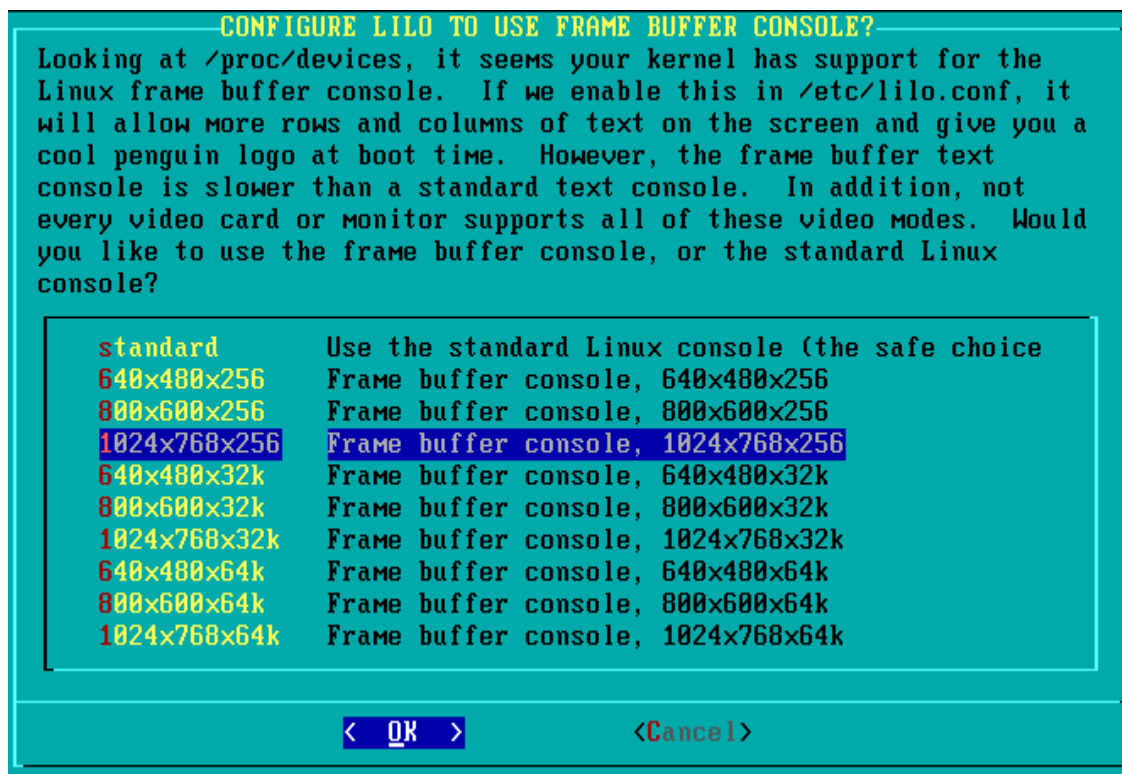 CONFIGURE LILO TO USE FRAME BUFFER CONSOLE?
Looking at /proc/devices, it seems your kernel has support for the
Linux frame buffer console.  If we enable this in /etc/lilo.conf, it
will allow more rows and columns of text on the screen and give you a
cool penguin logo at boot time.  However, the frame buffer text
console is slower than a standard text console.  In addition, not
every video card or monitor supports all of these video modes.  Would
you like to use the frame buffer console, or the standard Linux
console?
standard Use the standard Linux console (the safe choice
640x480x256 Frame buffer console, 640x480x256
800x600x256 Frame buffer console, 800x600x256
1024x768x256 Frame buffer console, 1024x768x256
640x480x32k Frame buffer console, 640x480x32k
800x600x32k Frame buffer console, 800x600x32k
1024x768x32k Frame buffer console, 1024x768x32k
640x480x64k Frame buffer console, 640x480x64k
800x600x64k Frame buffer console, 800x600x64k
1024x768x64k Frame buffer console, 1024x768x64k
< OK > <Cancel>